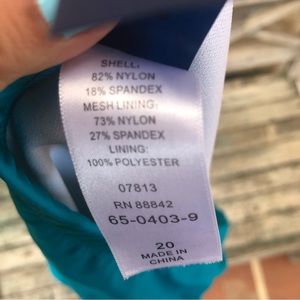 SHELL:
82% NYLON
18% SPANDEX
MESH LINING:
73% NYLON
27% SPANDEX
LINING:
100% POLYESTER
07813
RN 88842
65-0403-9
20
MADE IN
CHINA